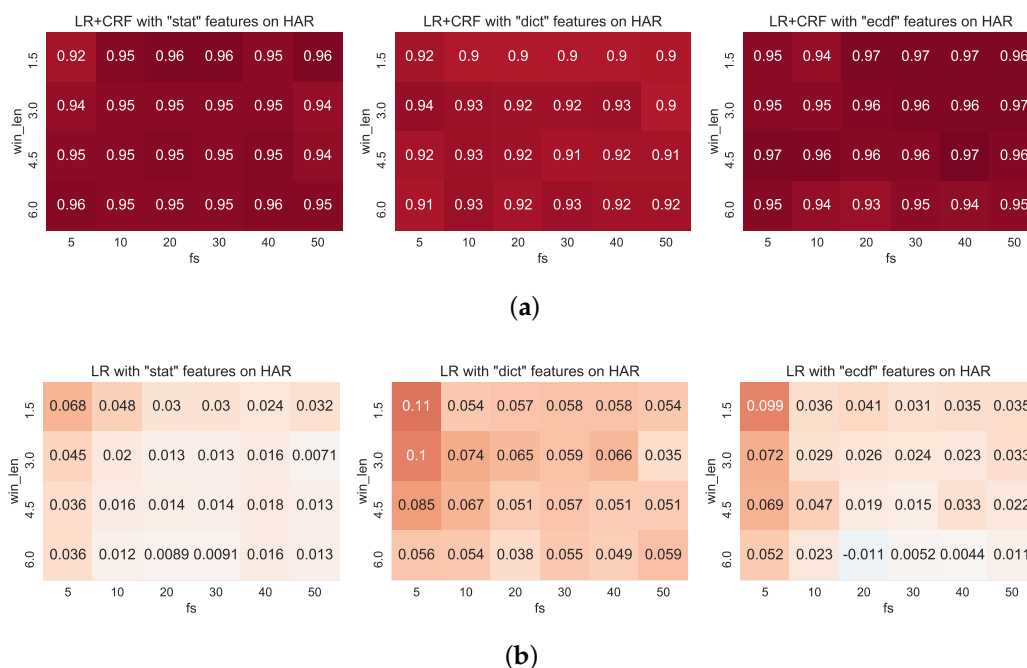 LR+CRF with "stat" features on HAR
win_len
1.5 0.92 0.95 0.96 0.96 0.95 0.96
3.0 0.94 0.95 0.95 0.95 0.95 0.94
4.5 0.95 0.95 0.95 0.95 0.95 0.94
6.0 0.96 0.95 0.95 0.95 0.96 0.95
5 10 20 30 40 50
fs
LR+CRF with "dict" features on HAR
win_len
1.5 0.92 0.9 0.9 0.9 0.9 0.9
3.0 0.94 0.93 0.92 0.92 0.93 0.9
4.5 0.92 0.93 0.92 0.91 0.92 0.91
6.0 0.91 0.93 0.92 0.93 0.92 0.92
5 10 20 30 40 50
fs
LR+CRF with "ecdf" features on HAR
win_len
1.5 0.95 0.94 0.97 0.97 0.97 0.96
3.0 0.95 0.95 0.96 0.96 0.96 0.97
4.5 0.97 0.96 0.96 0.96 0.97 0.96
6.0 0.95 0.94 0.93 0.95 0.94 0.95
5 10 20 30 40 50
fs
(a)
LR with "stat" features on HAR
win_len
1.5 0.068 0.048 0.03 0.03 0.024 0.032
3.0 0.045 0.02 0.013 0.013 0.016 0.0071
4.5 0.036 0.016 0.014 0.014 0.018 0.013
6.0 0.036 0.012 0.0089 0.0091 0.016 0.013
5 10 20 30 40 50
fs
LR with "dict" features on HAR
win_len
1.5 0.11 0.054 0.057 0.058 0.058 0.054
3.0 0.1 0.074 0.065 0.059 0.066 0.035
4.5 0.085 0.067 0.051 0.057 0.051 0.051
6.0 0.056 0.054 0.038 0.055 0.049 0.059
5 10 20 30 40 50
fs
LR with "ecdf" features on HAR
win_len
1.5 0.099 0.036 0.041 0.031 0.035 0.035
3.0 0.072 0.029 0.026 0.024 0.023 0.033
4.5 0.069 0.047 0.019 0.015 0.033 0.022
6.0 0.052 0.023 -0.011 0.0052 0.0044 0.011
5 10 20 30 40 50
fs
(b)